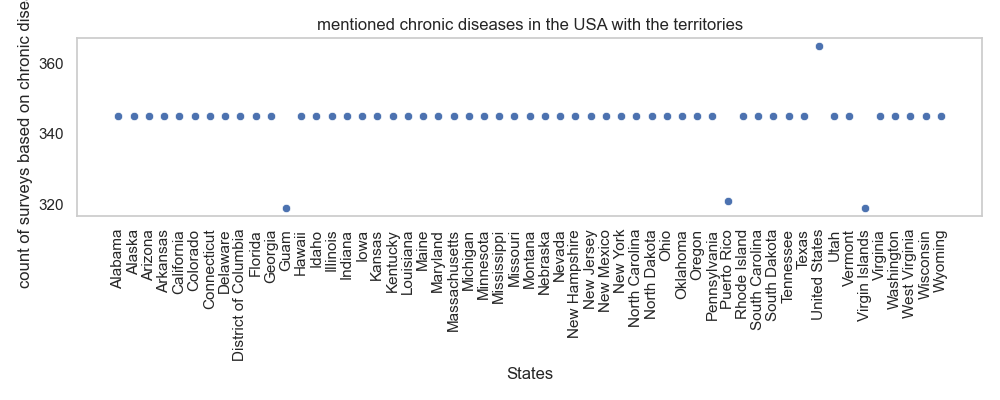 mentioned chronic diseases in the USA with the territories
count of surveys based on chronic dise
360
340
320
Alabama
Alaska
Arizona
Arkansas
California
Colorado
Connecticut
Delaware
District of Columbia
Florida
Georgia
Guam
Hawaii
Idaho
Illinois
Indiana
Iowa
Kansas
Kentucky
Louisiana
Maine
Maryland
Massachusetts
Michigan
Minnesota
Mississippi
Missouri
Montana
Nebraska
Nevada
New Hampshire
New Jersey
New Mexico
New York
North Carolina
North Dakota
Ohio
Oklahoma
Oregon
Pennsylvania
Puerto Rico
Rhode Island
South Carolina
South Dakota
Tennessee
Texas
United States
Utah
Vermont
Virgin Islands
Virginia
Washington
West Virginia
Wisconsin
Wyoming
States